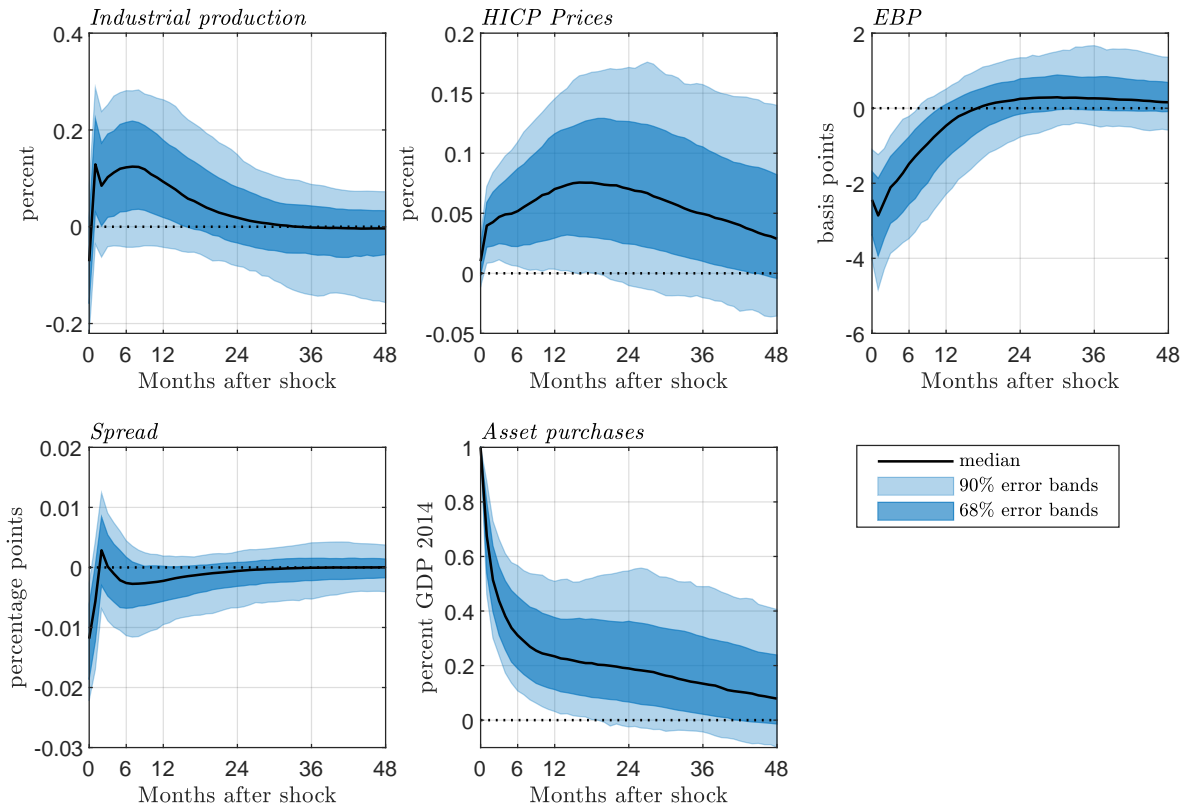 Industrial production
0.4
0.2
0
-0.2
percent
0 6 12 24 36 48
Months after shock
HICP Prices
0.2
0.15
0.1
0.05
0
-0.05
percent
0 6 12 24 36 48
Months after shock
EBP
2
0
-2
-4
-6
basis points
0 6 12 24 36 48
Months after shock
Spread
0.02
0.01
0
-0.01
-0.02
-0.03
percentage points
0 6 12 24 36 48
Months after shock
Asset purchases
1
0.8
0.6
0.4
0.2
0
percent GDP 2014
0 6 12 24 36 48
Months after shock
median
90% error bands
68% error bands